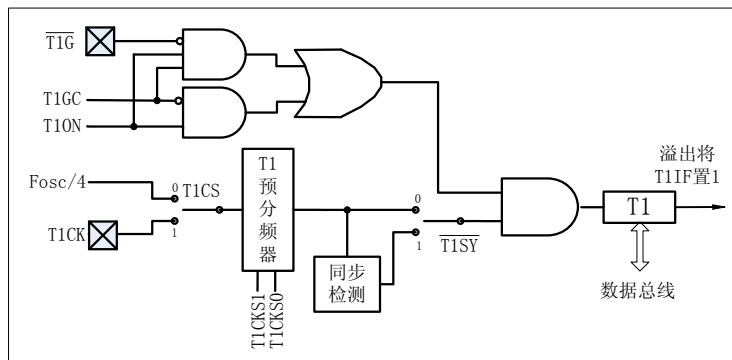 T1G
T1GC
T1ON
Fosc/4
0
T1CS
1
T1CK
T1
预
分
频
器
T1CKS1
T1CKS0
同步
检测
0
1
T1SY
溢出将
T1IF置1
T1
数据总线